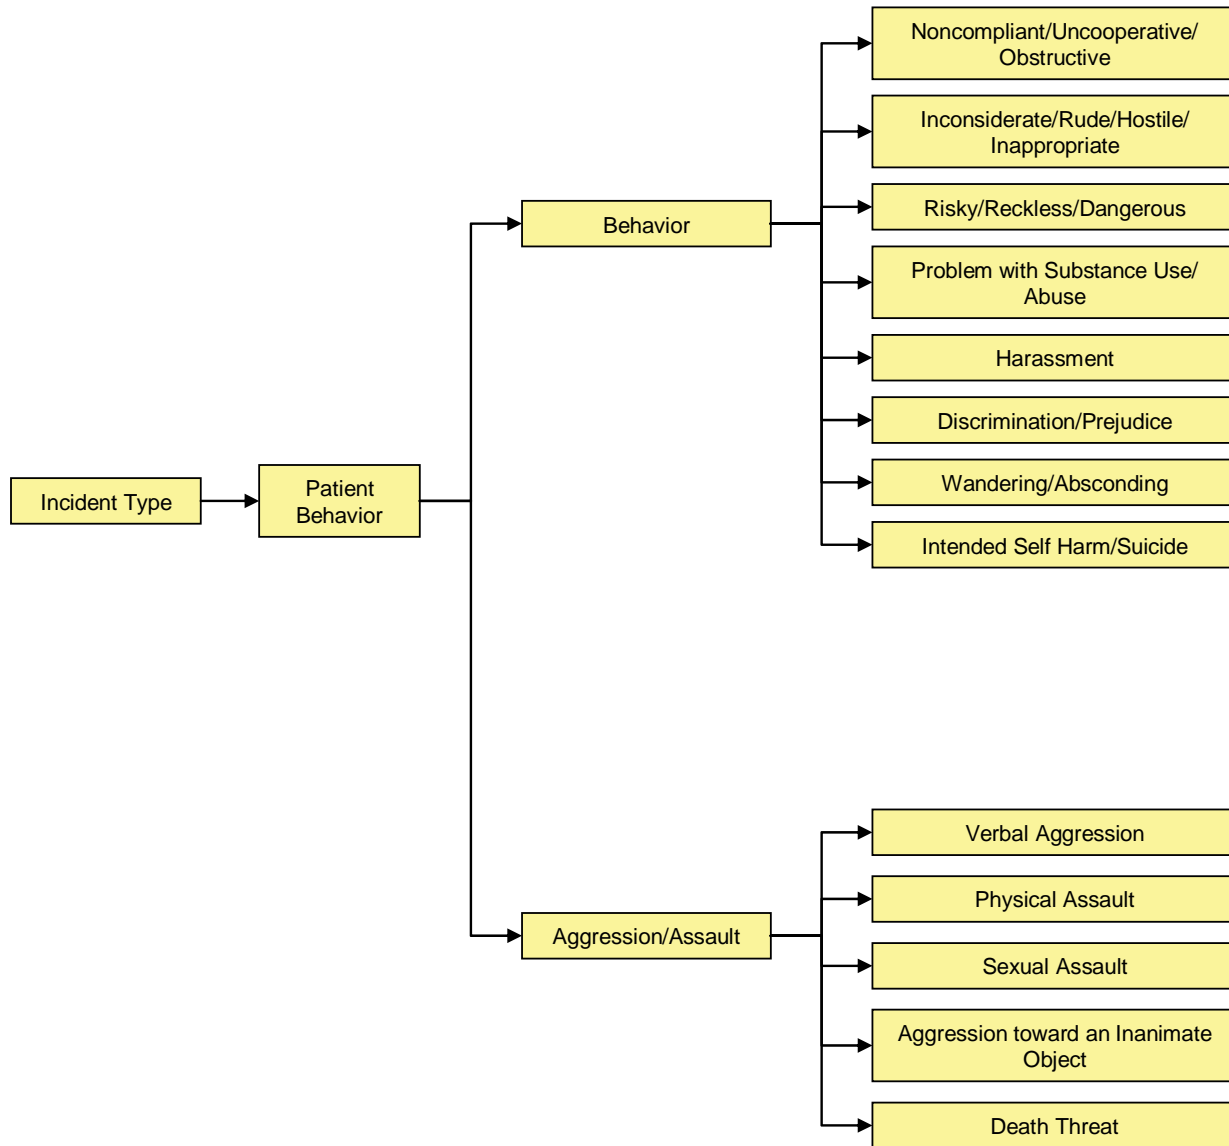 Noncompliant/Uncooperative/
Obstructive
Inconsiderate/Rude/Hostile/
Inappropriate
Risky/Reckless/Dangerous
Behavior
Problem with Substance Use/
Abuse
Harassment
Discrimination/Prejudice
Wandering/Absconding
Incident Type
Patient
Behavior
Intended Self Harm/Suicide
Verbal Aggression
Physical Assault
Aggression/Assault
Sexual Assault
Aggression toward an Inanimate
Object
Death Threat